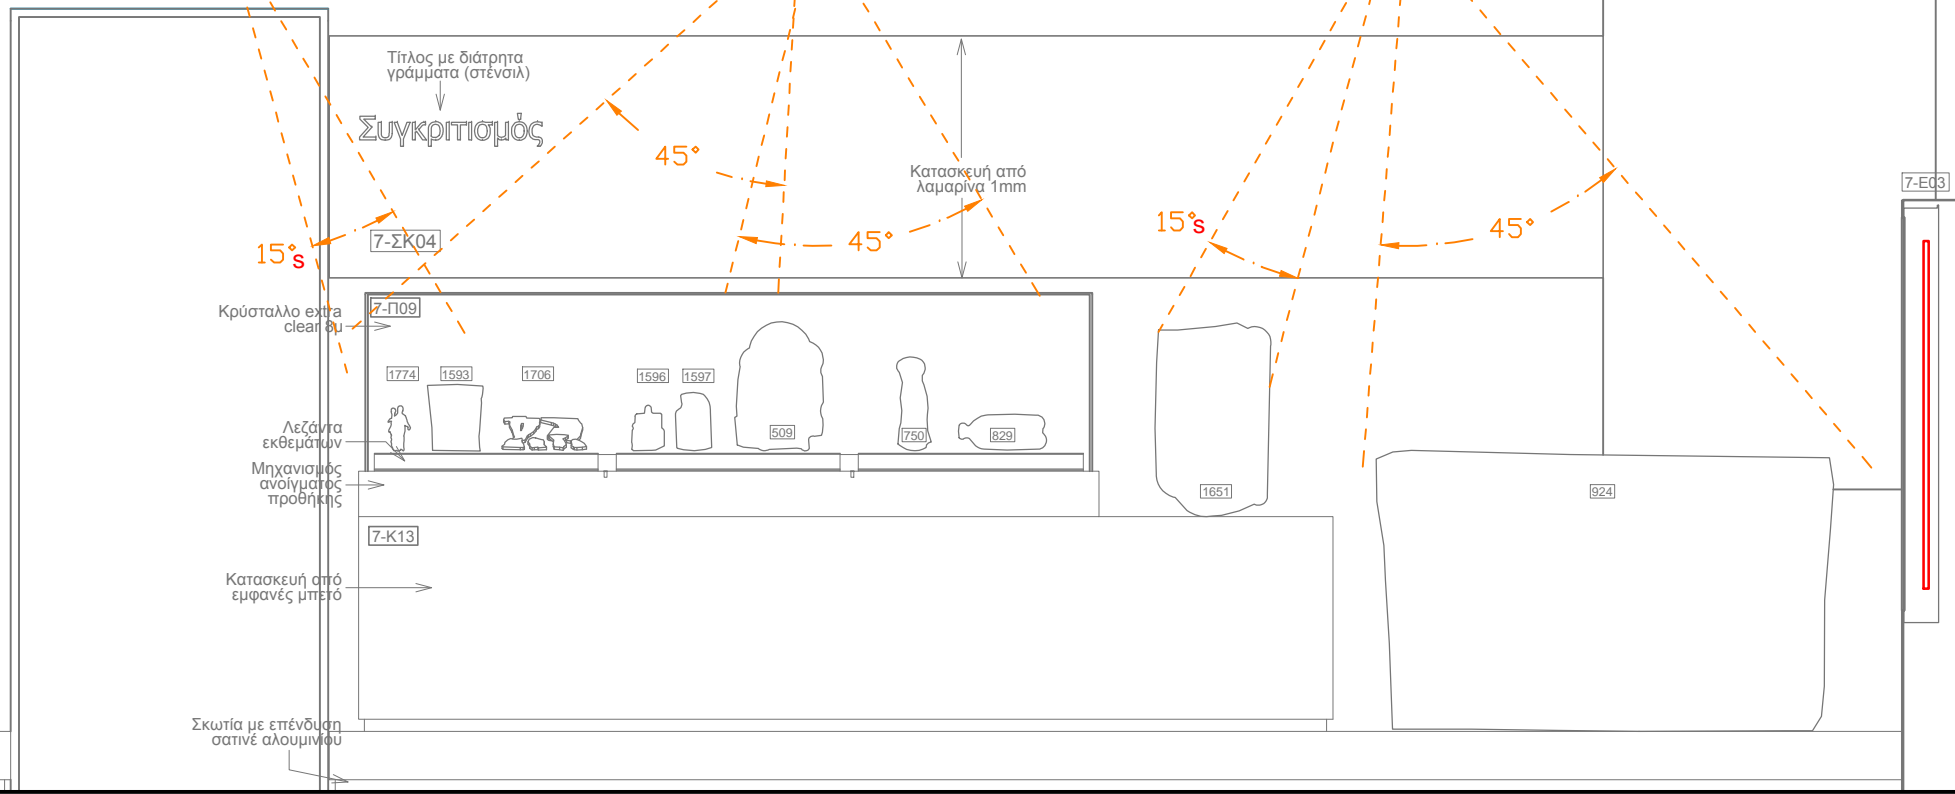 Τίτλος με διάτρητα
γράμματα (στένσιλ)
Συγκριτισμός
45°
Κατασκευή από
λαμαρίνα 1mm
7-Ε03
15°s
7-ΣΚ04
45°
15°s
45°
Κρύσταλλο extra
clear 8μ
7-Π09
1774
1593
1706
1596
1597
509
750
829
Λεζάντα
εκθεμάτων
Μηχανισμός
ανοίγματος
προθήκης
1651
924
7-Κ13
Κατασκευή από
εμφανές μπετό
Σκωτία με επένδυση
σατινέ αλουμινίου